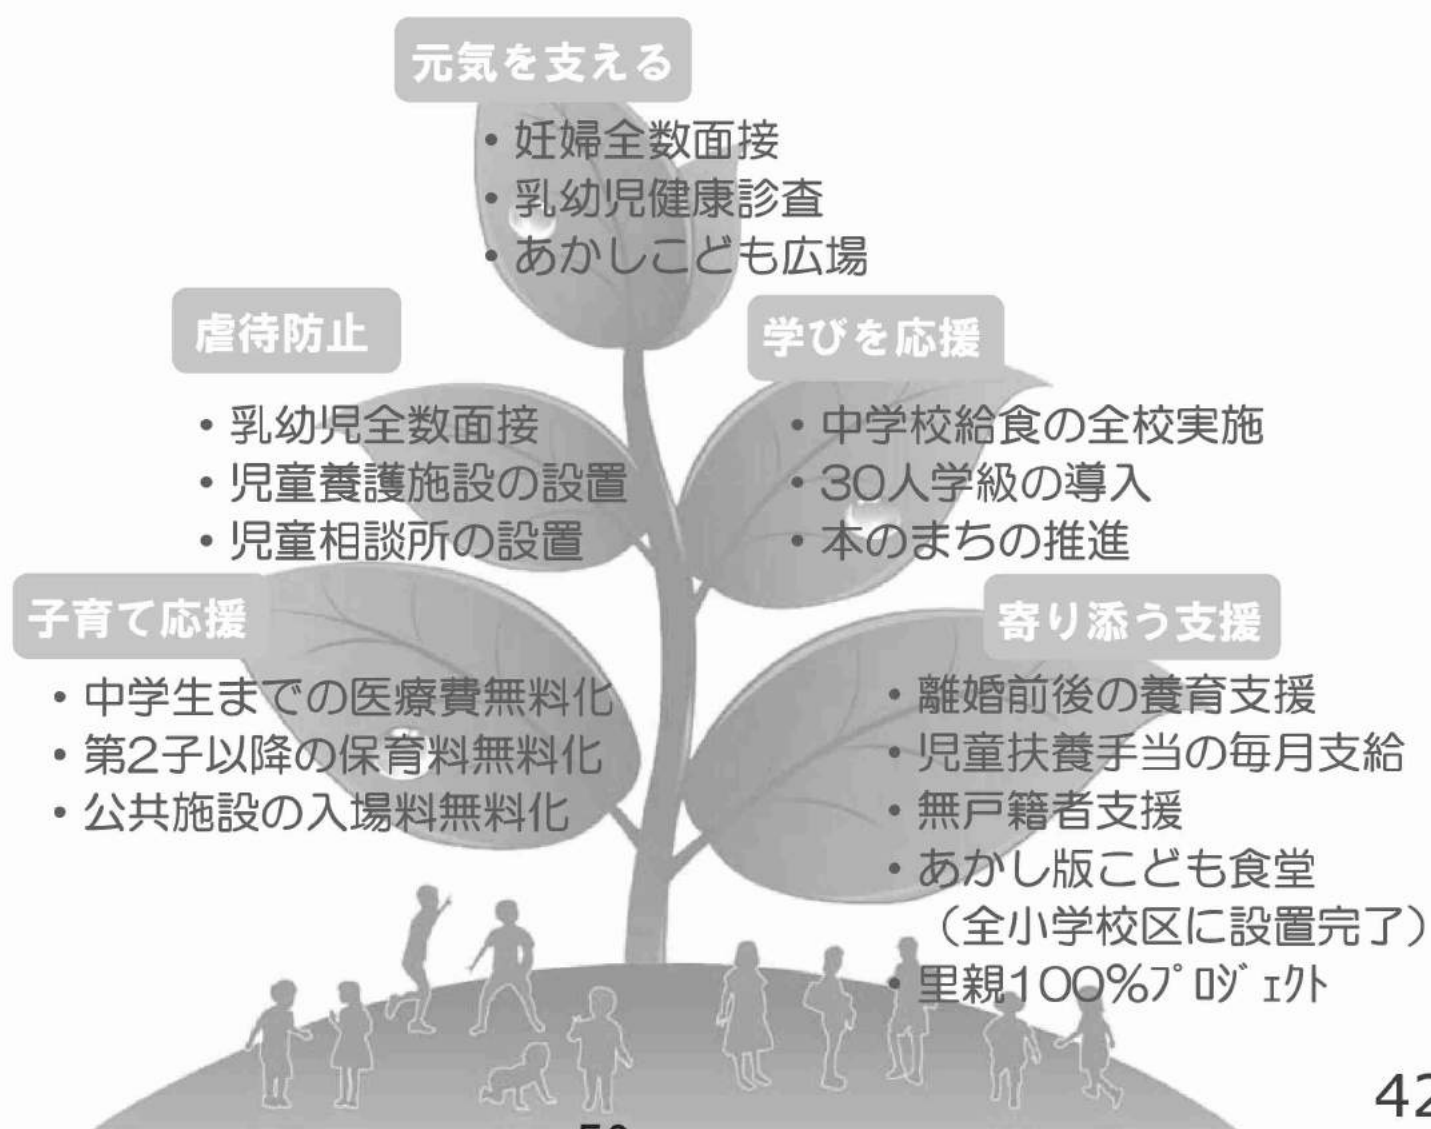 元気を支える
・妊婦全数面接
・乳幼児健康診査
・あかしこども広場
虐待防止
・乳幼児全数面接
・児童養護施設の設置
・児童相談所の設置
学びを応援
・中学校給食の全校実施
・30人学級の導入
・本のまちの推進
子育て応援
・中学生までの医療費無料化
・第2子以降の保育料無料化
・公共施設の入場料無料化
寄り添う支援
・離婚前後の養育支援
・児童扶養手当の毎月支給
・無戸籍者支援
・あかし版こども食堂
（全小学校区に設置完了）
・里親100%ﾌﾟﾛｼﾞｪｸﾄ
42